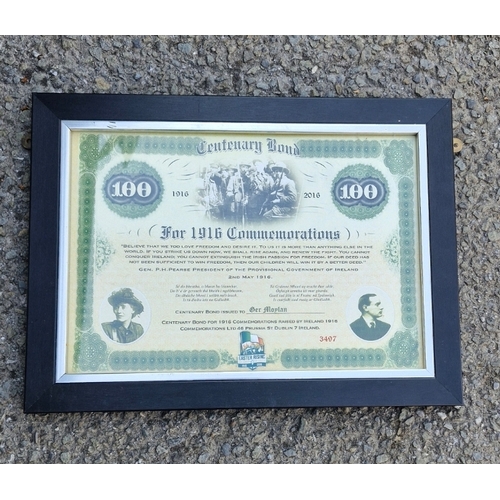 Centenary Bond
100
1916
2016
100
For 1916 Commemorations
"Believe that we too love freedom and desire it. To us it is more than anything else in the
world. If you strike us down now, we shall rise again, and renew the fight. You cannot
conquer Ireland; you cannot extinguish the Irish passion for freedom. If our deed has
not been sufficient to win freedom, then our children will win it by a better deed."
Gen. P.H. Pearse President of the Provisional Government of Ireland
2nd May 1916.
Centenary Bond issued to Ger Moylan
Centenary Bond for 1916 Commemorations raised by Ireland 1916
Commemorations Ltd 68 Prussia St Dublin 7 Ireland.
Easter Rising
3407